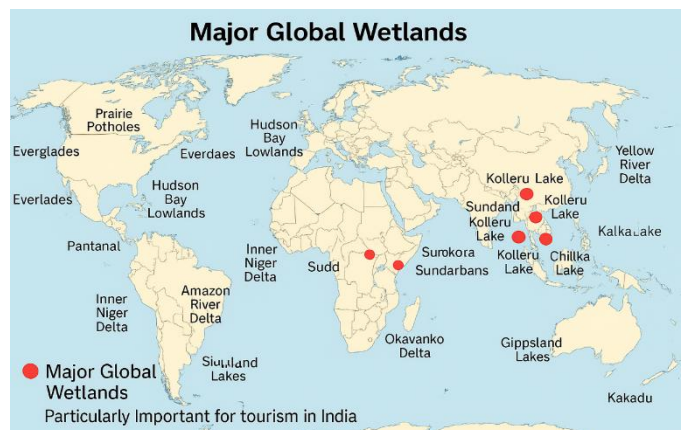 Major Global Wetlands
Prairie
Potholes
Everglades
Everdaes
Hudson
Bay
Lowlands
Yellow
River
Delta
Everlades
Hudson
Bay
Lowlands
Kolleru Lake
Sundand
Kolleru
Lake
Kolleru
Lake
Pantanal
Inner
Niger
Delta
Sudd
Surokora
Sundarbans
Kolleru
Lake
Chillka
Lake
Inner
Niger
Delta
Amazon
River
Delta
Okavanko
Delta
Gippsland
Lakes
Lakes
Kakadu
Major Global
Wetlands
Particularly Important for tourism in India